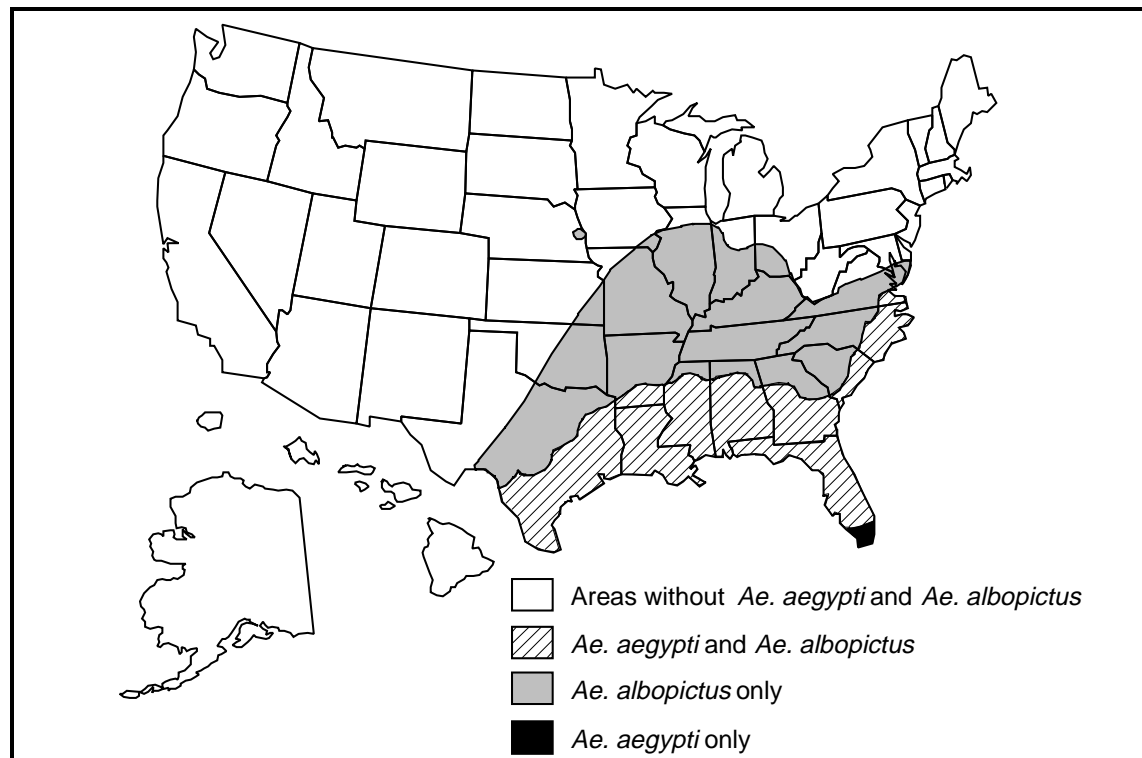 Areas without Ae. aegypti and Ae. albopictus
Ae. aegypti and Ae. albopictus
Ae. albopictus only
Ae. aegypti only